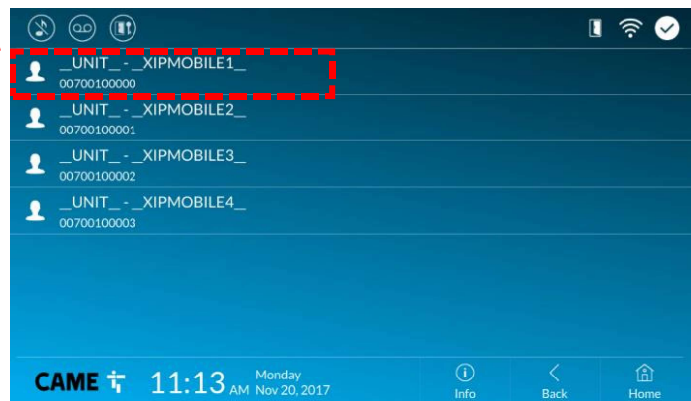 __UNIT__ - __XIPMOBILE1__
00700100000
__UNIT__ - __XIPMOBILE2__
00700100001
__UNIT__ - __XIPMOBILE3__
00700100002
__UNIT__ - __XIPMOBILE4__
00700100003
CAME 11:13 AM Monday
Nov 20, 2017
Info
Back
Home